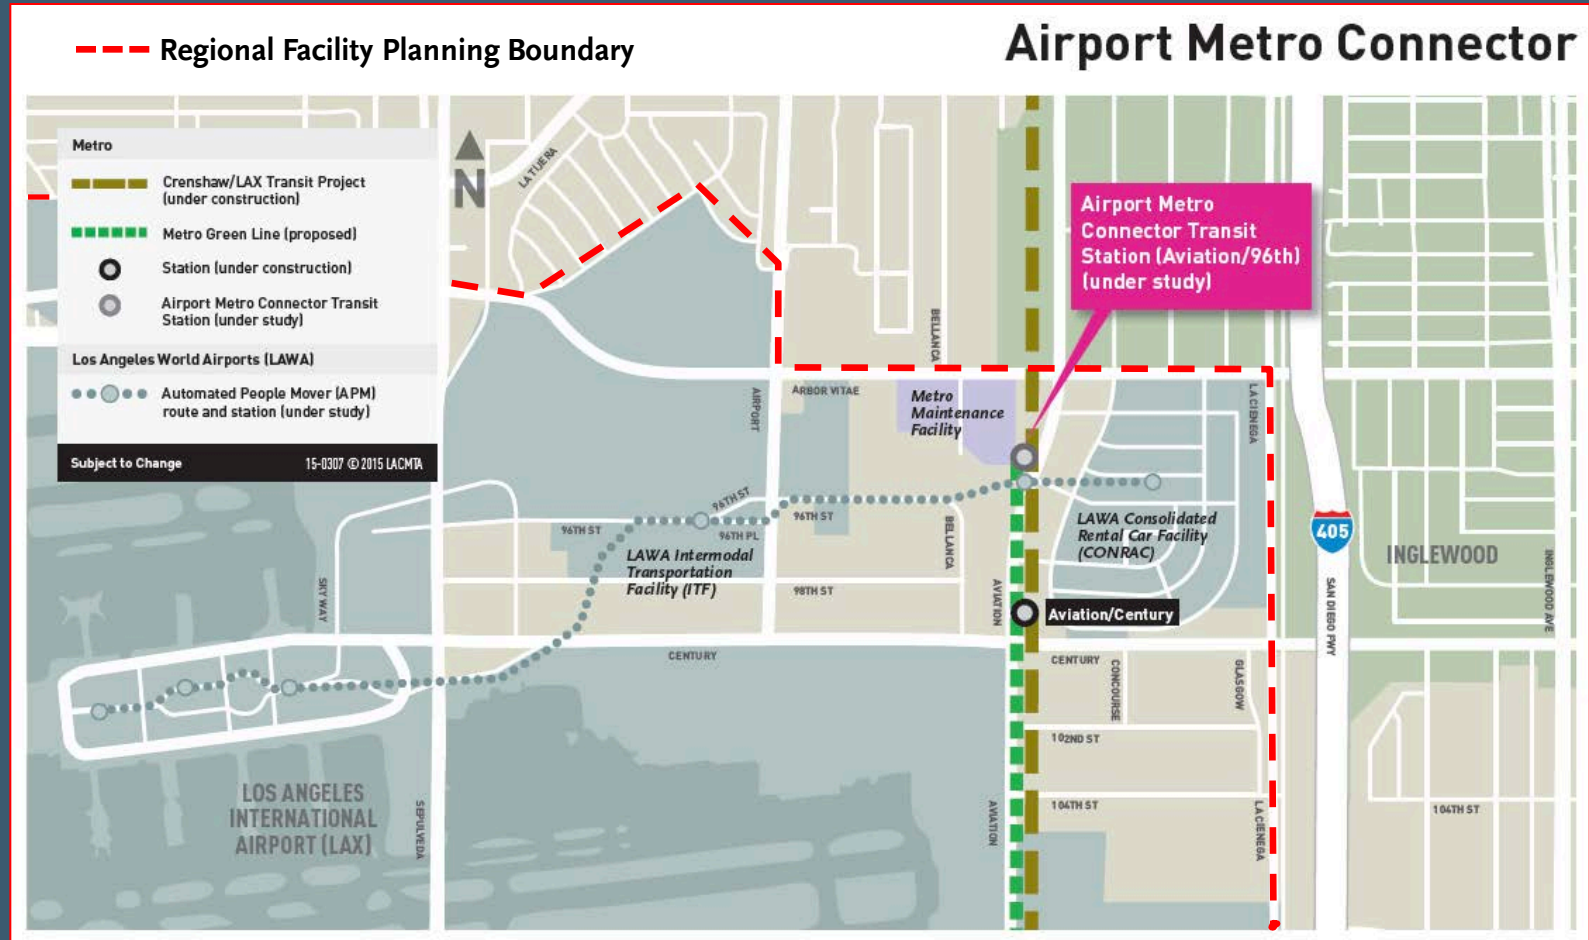 Regional Facility Planning Boundary
Airport Metro Connector
Metro
Crenshaw/LAX Transit Project
(under construction)
Metro Green Line (proposed)
Station (under construction)
Airport Metro Connector Transit
Station (under study)
Los Angeles World Airports (LAWA)
Automated People Mover (APM)
route and station (under study)
Subject to Change
15-0307 © 2015 LACMTA
N
LA TIJERA
Airport Metro
Connector Transit
Station (Aviation/96th)
(under study)
BELLANCA
ARBOR VITAE
AIRPORT
Metro
Maintenance
Facility
LA CIENEGA
96TH ST
96TH ST
96TH PL
96TH ST
LAWA Intermodal
Transportation
Facility (ITF)
BELLANCA
LAWA Consolidated
Rental Car Facility
(CONRAC)
405
INGLEWOOD
INGLEWOOD AVE
SAN DIEGO FWY
SKY WAY
98TH ST
AVIATION
Aviation/Century
CENTURY
CENTURY
CONCOURSE
GLASGOW
102ND ST
104TH ST
104TH ST
LOS ANGELES
INTERNATIONAL
AIRPORT (LAX)
SEPULVEDA
AVIATION
LA CIENEGA